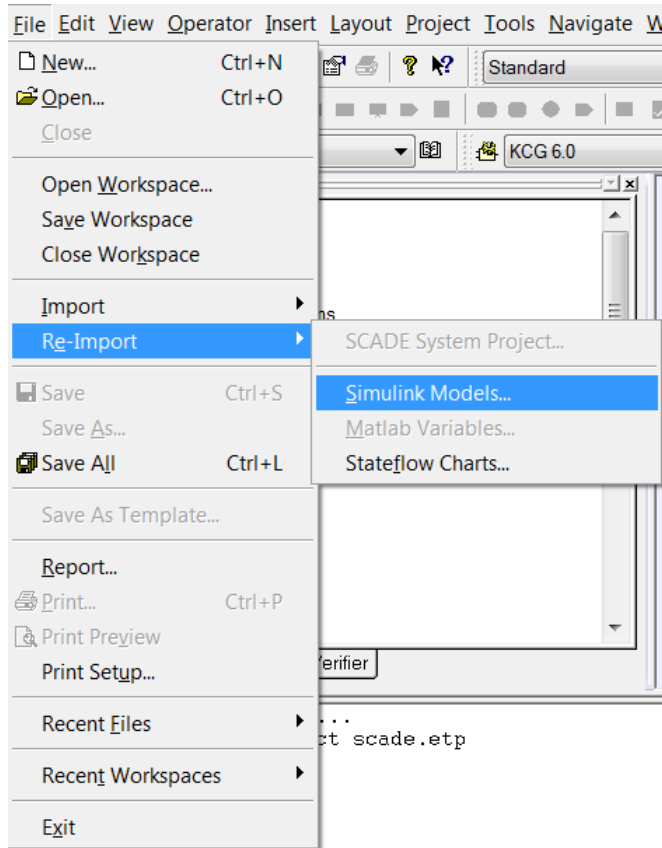 File Edit View Operator Insert Layout Project Tools Navigate
New... Ctrl+N
Standard
Open... Ctrl+O
Close
KCG 6.0
Open Workspace...
Save Workspace
Close Workspace
Import
ns
Re-Import
SCADE System Project...
Simulink Models...
Save Ctrl+S
Save As...
Matlab Variables...
Save All Ctrl+L
Stateflow Charts...
Save As Template...
Report...
Print... Ctrl+P
Print Preview
Print Setup...
erifier
Recent Files
...
ct scade.etp
Recent Workspaces
Exit